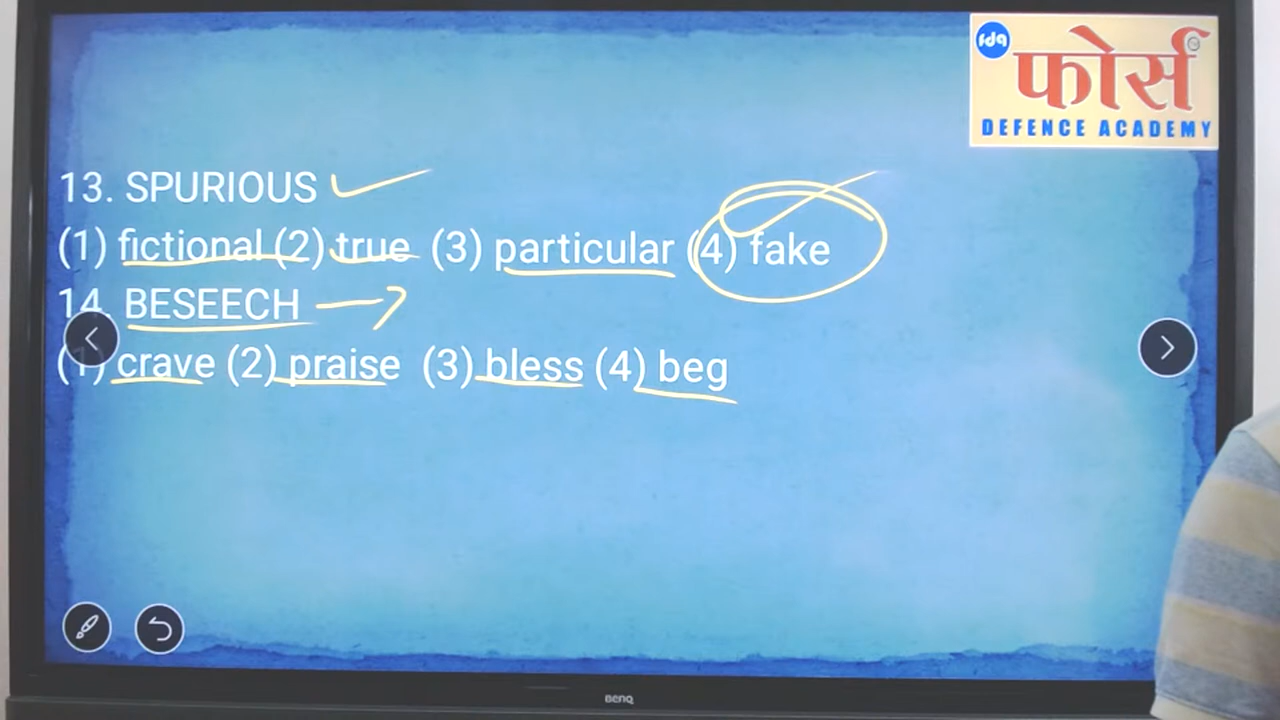 fdq
फोर्स
DEFENCE ACADEMY
13. SPURIOUS
(1) fictional (2) true (3) particular (4) fake
14. BESEECH
(1) crave (2) praise (3) bless (4) beg
BenQ